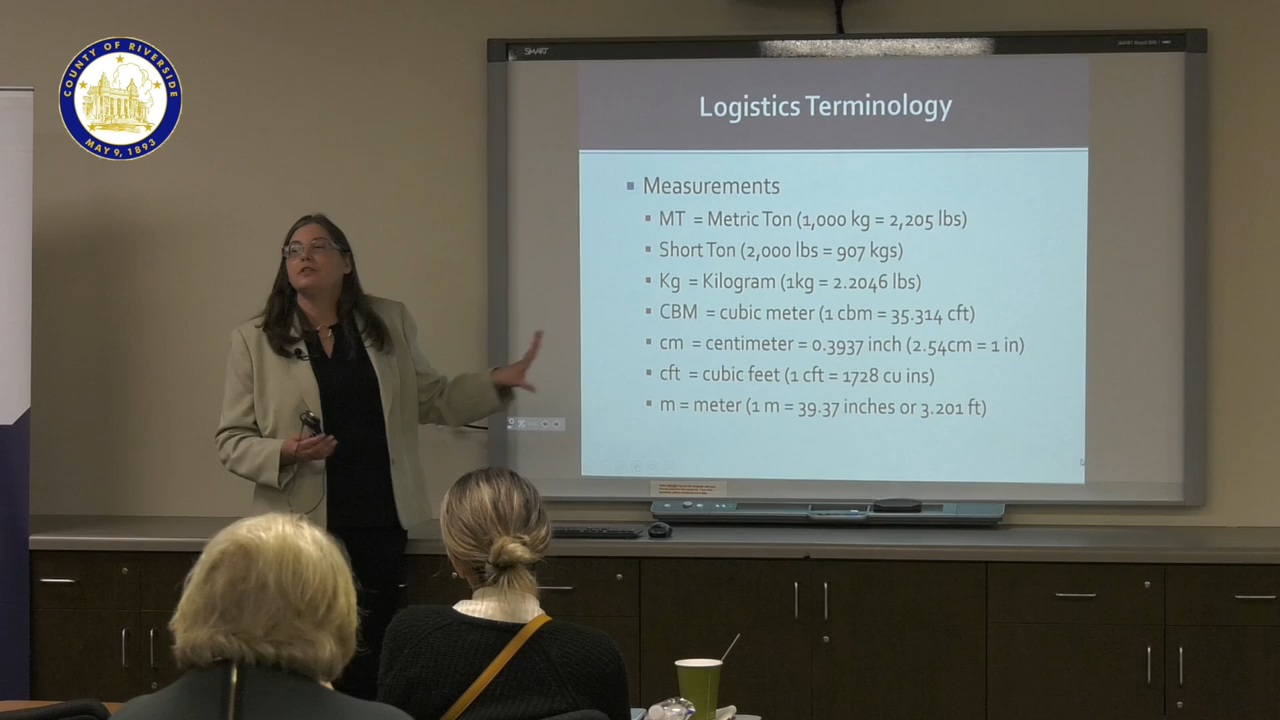 COUNTY OF RIVERSIDE
MAY 9, 1893
SMART
Logistics Terminology
Measurements
MT = Metric Ton (1,000 kg = 2,205 lbs)
Short Ton (2,000 lbs = 907 kgs)
Kg = Kilogram (1kg = 2.2046 lbs)
CBM = cubic meter (1 cbm = 35.314 cft)
cm = centimeter = 0.3937 inch (2.54cm = 1 in)
cft = cubic feet (1 cft = 1728 cu ins)
m = meter (1 m = 39.37 inches or 3.201 ft)